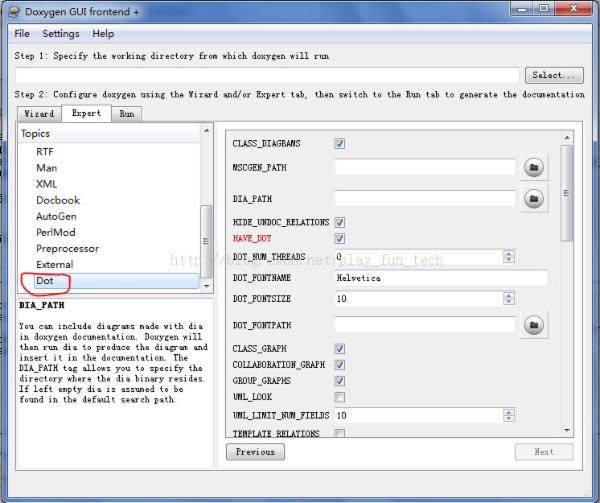 Doxygen GUI frontend +
File Settings Help
Step 1: Specify the working directory from which doxygen will run
Select...
Step 2: Configure doxygen using the Wizard and/or Expert tab, then switch to the Run tab to generate the documentation
Wizard Expert Run
Topics
RTF
Man
XML
Docbook
AutoGen
PerlMod
Preprocessor
External
Dot
DIA_PATH
You can include diagrams made with dia
in doxygen documentation. Doxygen will
then run dia to produce the diagram and
insert it in the documentation. The
DIA_PATH tag allows you to specify the
directory where the dia binary resides.
If left empty dia is assumed to be
found in the default search path.
CLASS_DIAGRAMS
MSCGEN_PATH
DIA_PATH
HIDE_UNDOC_RELATIONS
HAVE_DOT
DOT_NUM_THREADS 0
DOT_FONTNAME Helvetica
DOT_FONTSIZE 10
DOT_FONTPATH
CLASS_GRAPH
COLLABORATION_GRAPH
GROUP_GRAPHS
UML_LOOK
UML_LIMIT_NUM_FIELDS 10
TEMPLATE_RELATIONS
Previous Next